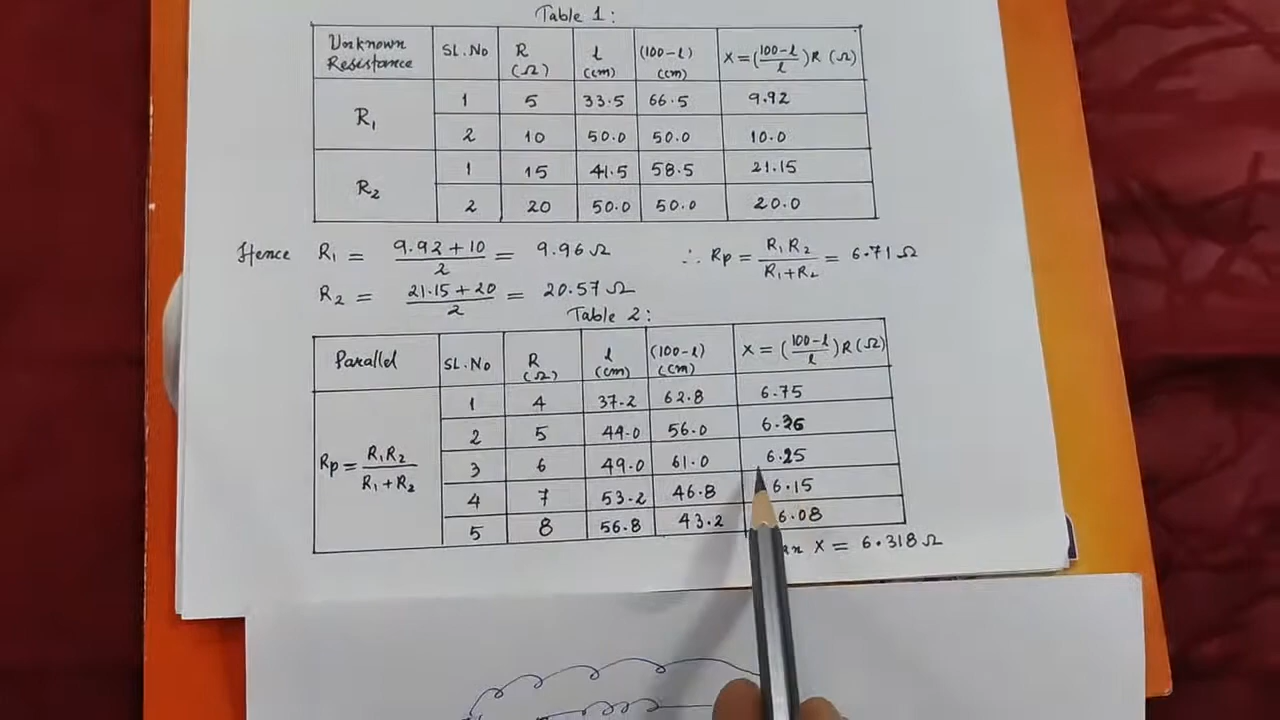 Table 1:
Unknown Resistance | SL.No | R (Ω) | l (cm) | (100-l) (cm) | X=(100-l/l)R (Ω)
R₁ | 1 | 5 | 33.5 | 66.5 | 9.92
2 | 10 | 50.0 | 50.0 | 10.0
R₂ | 1 | 15 | 41.5 | 58.5 | 21.15
2 | 20 | 50.0 | 50.0 | 20.0
Hence R₁ = 9.92+10/2 = 9.96 Ω ∴ Rp = R₁R₂/R₁+R₂ = 6.71 Ω
R₂ = 21.15+20/2 = 20.57 Ω
Table 2:
Parallel | SL.No | R (Ω) | l (cm) | (100-l) (cm) | X = (100-l/l)R (Ω)
Rp = R₁R₂/R₁+R₂ | 1 | 4 | 37.2 | 62.8 | 6.75
2 | 5 | 44.0 | 56.0 | 6.36
3 | 6 | 49.0 | 61.0 | 6.25
4 | 7 | 53.2 | 46.8 | 6.15
5 | 8 | 56.8 | 43.2 | 6.08
X = 6.318 Ω